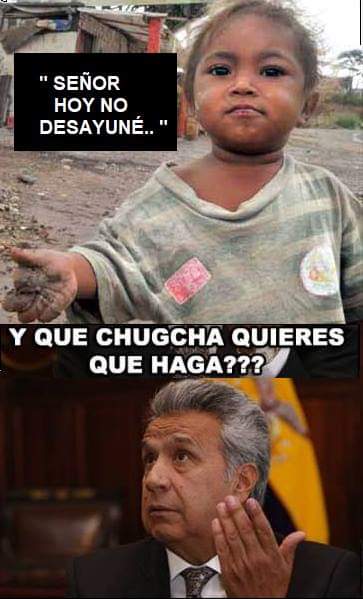 " SEÑOR
HOY NO
DESAYUNÉ.. "
Y QUE CHUGCHA QUIERES
QUE HAGA???